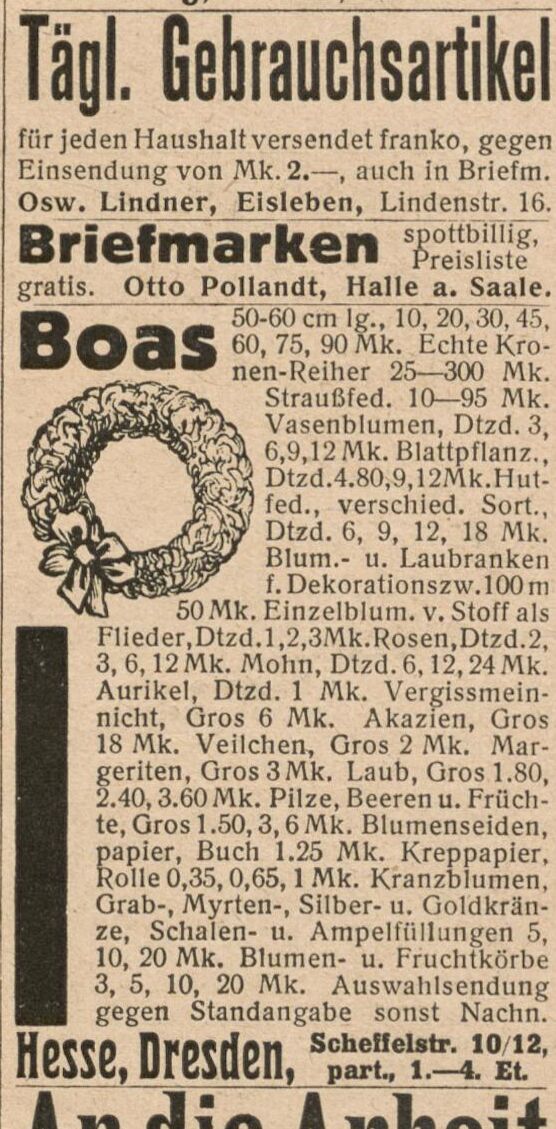 Tägl. Gebrauchsartikel
für jeden Haushalt versendet franko, gegen
Einsendung von Mk. 2.—, auch in Briefm.
Osw. Lindner, Eisleben, Lindenstr. 16.
Briefmarken spottbillig,
Preisliste
gratis. Otto Pollandt, Halle a. Saale.
Boas 50-60 cm lg., 10, 20, 30, 45,
60, 75, 90 Mk. Echte Kro-
nen-Reiher 25—300 Mk.
Straußfed. 10—95 Mk.
Vasenblumen, Dtzd. 3,
6,9,12 Mk. Blattpflanz.,
Dtzd.4.80,9,12Mk.Hut-
fed., verschied. Sort.,
Dtzd. 6, 9, 12, 18 Mk.
Blum.- u. Laubranken
f. Dekorationszw. 100 m
50 Mk. Einzelblum. v. Stoff als
Flieder,Dtzd.1,2,3Mk.Rosen,Dtzd.2,
3, 6, 12 Mk. Mohn, Dtzd. 6, 12, 24 Mk.
Aurikel, Dtzd. 1 Mk. Vergissmein-
nicht, Gros 6 Mk. Akazien, Gros
18 Mk. Veilchen, Gros 2 Mk. Mar-
geriten, Gros 3 Mk. Laub, Gros 1.80,
2.40, 3.60 Mk. Pilze, Beeren u. Früch-
te, Gros 1.50, 3, 6 Mk. Blumenseiden,
papier, Buch 1.25 Mk. Kreppapier,
Rolle 0,35, 0,65, 1 Mk. Kranzblumen,
Grab-, Myrten-, Silber- u. Goldkrän-
ze, Schalen- u. Ampelfüllungen 5,
10, 20 Mk. Blumen- u. Fruchtkörbe
3, 5, 10, 20 Mk. Auswahlsendung
gegen Standangabe sonst Nachn.
Hesse, Dresden, Scheffelstr. 10/12,
part., 1.—4. Et.
An die Arbeit